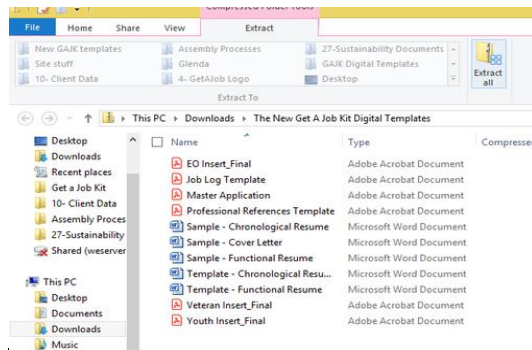 Compressed Folder Tools
File Home Share View Extract
New GAJK templates Assembly Processes 27-Sustainability Documents
Site stuff Glenda GAJK Digital Templates
10- Client Data 4- GetAJob Logo Desktop
Extract all
Extract To
This PC Downloads The New Get A Job Kit Digital Templates
Desktop
Downloads
Recent places
Get a Job Kit
10- Client Data
Assembly Proces
27-Sustainability
Shared (weserver
This PC
Desktop
Documents
Downloads
Music
Name Type Compresse
EO Insert_Final Adobe Acrobat Document
Job Log Template Adobe Acrobat Document
Master Application Adobe Acrobat Document
Professional References Template Adobe Acrobat Document
Sample - Chronological Resume Microsoft Word Document
Sample - Cover Letter Microsoft Word Document
Sample - Functional Resume Microsoft Word Document
Template - Chronological Resu... Microsoft Word Document
Template - Functional Resume Microsoft Word Document
Veteran Insert_Final Adobe Acrobat Document
Youth Insert_Final Adobe Acrobat Document